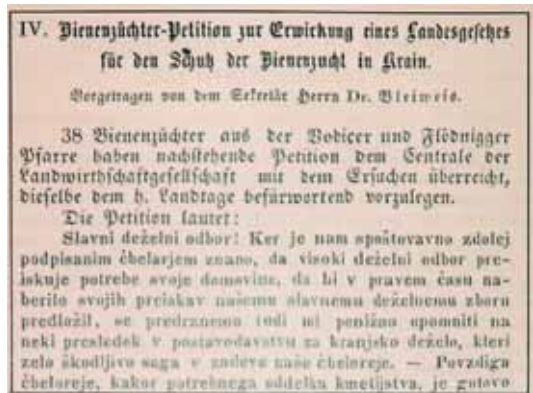 IV. Bienenzüchter-Petition zur Erwirkung eines Landesgesetzes
für den Schutz der Bienenzucht in Krain.
Vorgetragen von dem Sekretär Herrn Dr. Bleiweis.
38 Bienenzüchter aus der Vodicer und Flödnigger
Pfarre haben nachstehende Petition dem Centrale der
Landwirthschaftgesellschaft mit dem Ersuchen überreicht,
dieselbe dem h. Landtage befürwortend vorzulegen.
Die Petition lautet:
Slavni deželni odbor! Ker je nam spoštovavno zdolej
podpisanim čbelarjem znano, da visoki deželni odbor pre-
iskuje potrebe svoje domovine, da bi v pravem času na-
berilo svojih preiskav našemu slavnemu deželnemu zboru
predložil, se predrznemo tudi mi ponižno opomniti na
neki presledek v postavodavstvu za kranjsko deželo, kteri
zelo škodljivo sega v zadeve naše čbeloreje. — Povzdiga
čbeloreje, kakor potrebnega oddelka kmetijstva, je gotovo